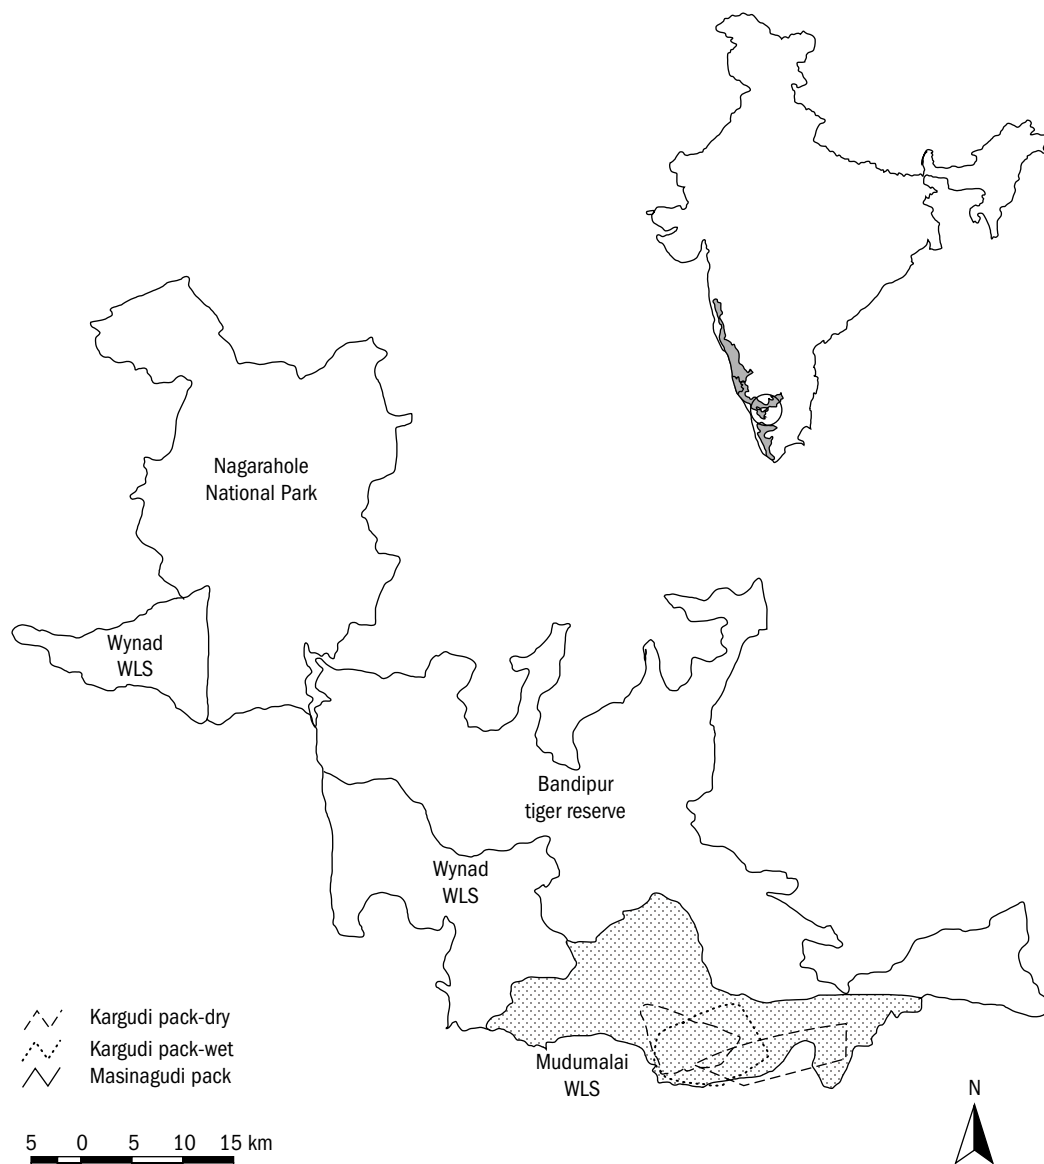 Nagarahole
National Park
Wynad
WLS
Bandipur
tiger reserve
Wynad
WLS
Mudumalai
WLS
Kargudi pack-dry
Kargudi pack-wet
Masinagudi pack
N
5 0 5 10 15 km